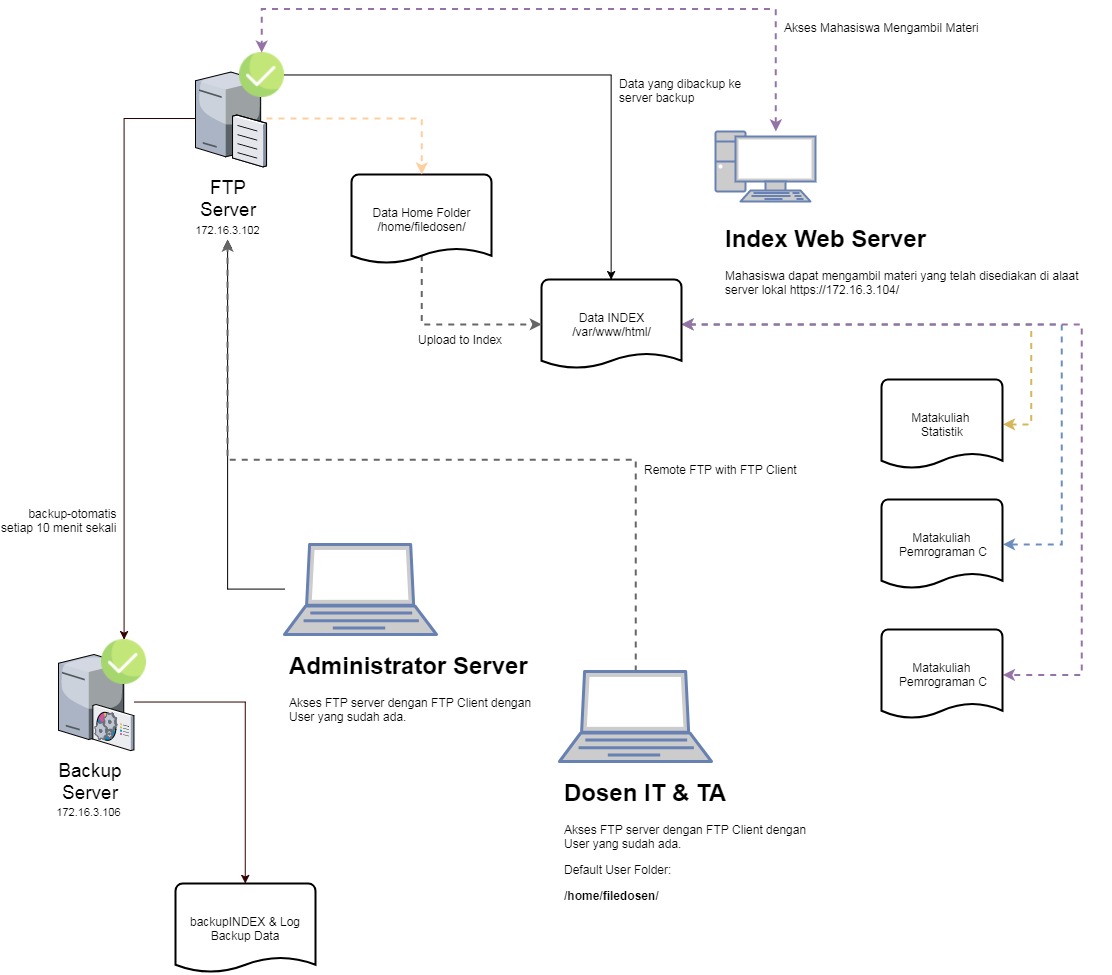 Akses Mahasiswa Mengambil Materi
Data yang dibackup ke
server backup
FTP
Server
172.16.3.102
Data Home Folder
/home/filedosen/
Index Web Server
Mahasiswa dapat mengambil materi yang telah disediakan di alaat
server lokal https://172.16.3.104/
Data INDEX
/var/www/html/
Upload to Index
Matakuliah
Statistik
Remote FTP with FTP Client
backup-otomatis
setiap 10 menit sekali
Matakuliah
Pemrograman C
Administrator Server
Akses FTP server dengan FTP Client dengan
User yang sudah ada.
Matakuliah
Pemrograman C
Backup
Server
172.16.3.106
Dosen IT & TA
Akses FTP server dengan FTP Client dengan
User yang sudah ada.
Default User Folder:
/home/filedosen/
backupINDEX & Log
Backup Data